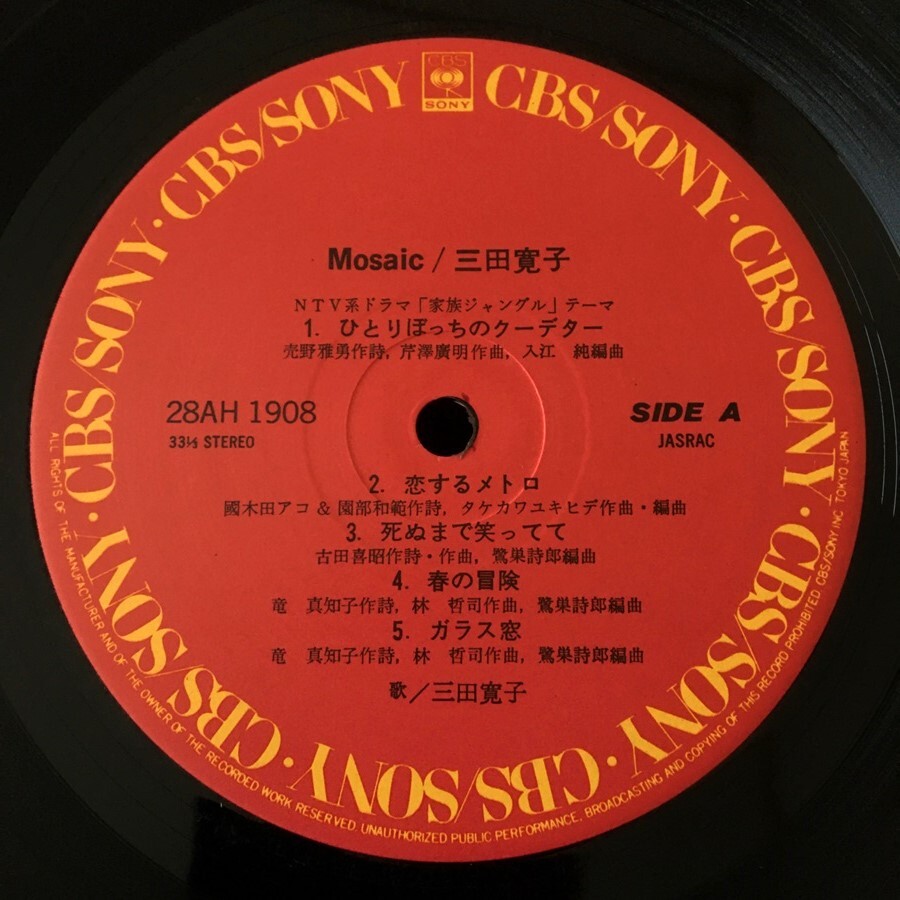 CBS
SONY
CBS/SONY · CBS/SONY · CBS/SONY · CBS/SONY · CBS/SONY · CBS/SONY · CBS/SONY · CBS/SONY
Mosaic / 三田寛子
NTV系ドラマ「家族ジャングル」テーマ
1. ひとりぼっちのクーデター
売野雅勇作詩, 芹澤廣明作曲, 入江 純編曲
28AH 1908
SIDE A
33⅓ STEREO
JASRAC
2. 恋するメトロ
國木田アコ & 園部和範作詩, タケカワユキヒデ作曲・編曲
3. 死ぬまで笑ってて
古田喜昭作詩・作曲, 鷺巣詩郎編曲
4. 春の冒険
竜 真知子作詩, 林 哲司作曲, 鷺巣詩郎編曲
5. ガラス窓
竜 真知子作詩, 林 哲司作曲, 鷺巣詩郎編曲
歌／三田寛子
ALL RIGHTS OF THE MANUFACTURER AND OF THE OWNER OF THE RECORDED WORK RESERVED. UNAUTHORIZED PUBLIC PERFORMANCE, BROADCASTING AND COPYING OF THIS RECORD PROHIBITED CBS/SONY INC. TOKYO JAPAN